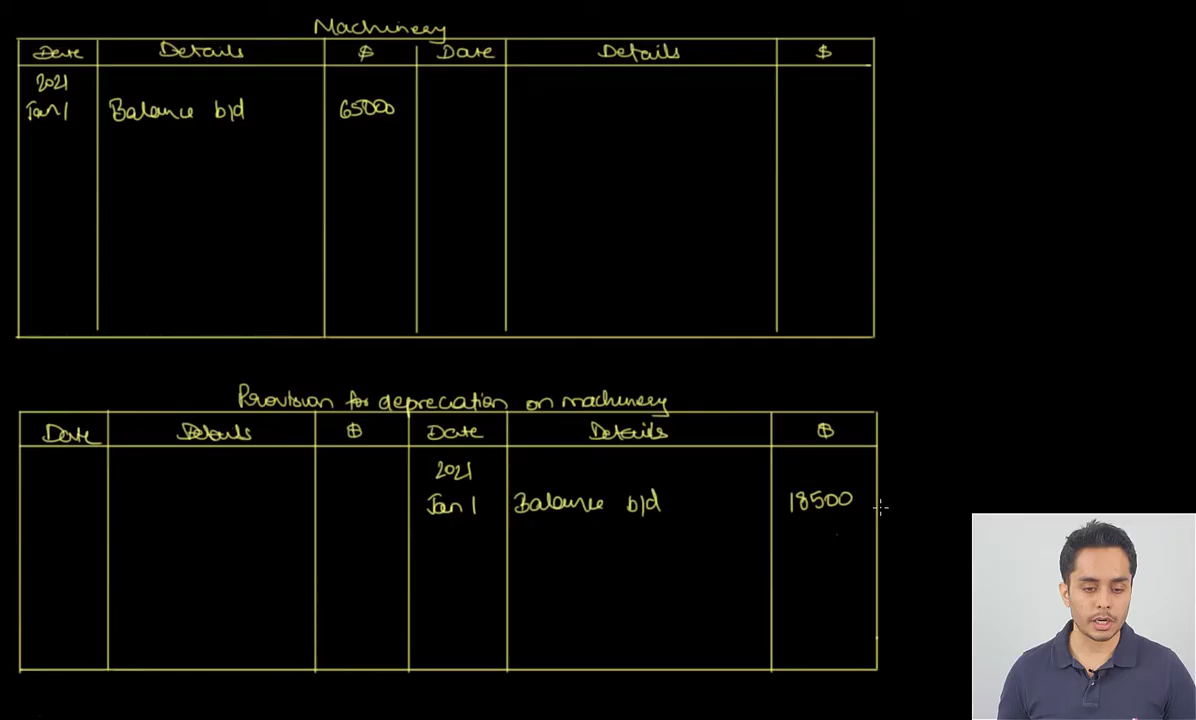 Machinery
Date Details $ Date Details $
2021
Jan 1 Balance b/d 65000
Provision for depreciation on machinery
Date Details $ Date Details $
2021
Jan 1 Balance b/d 18500